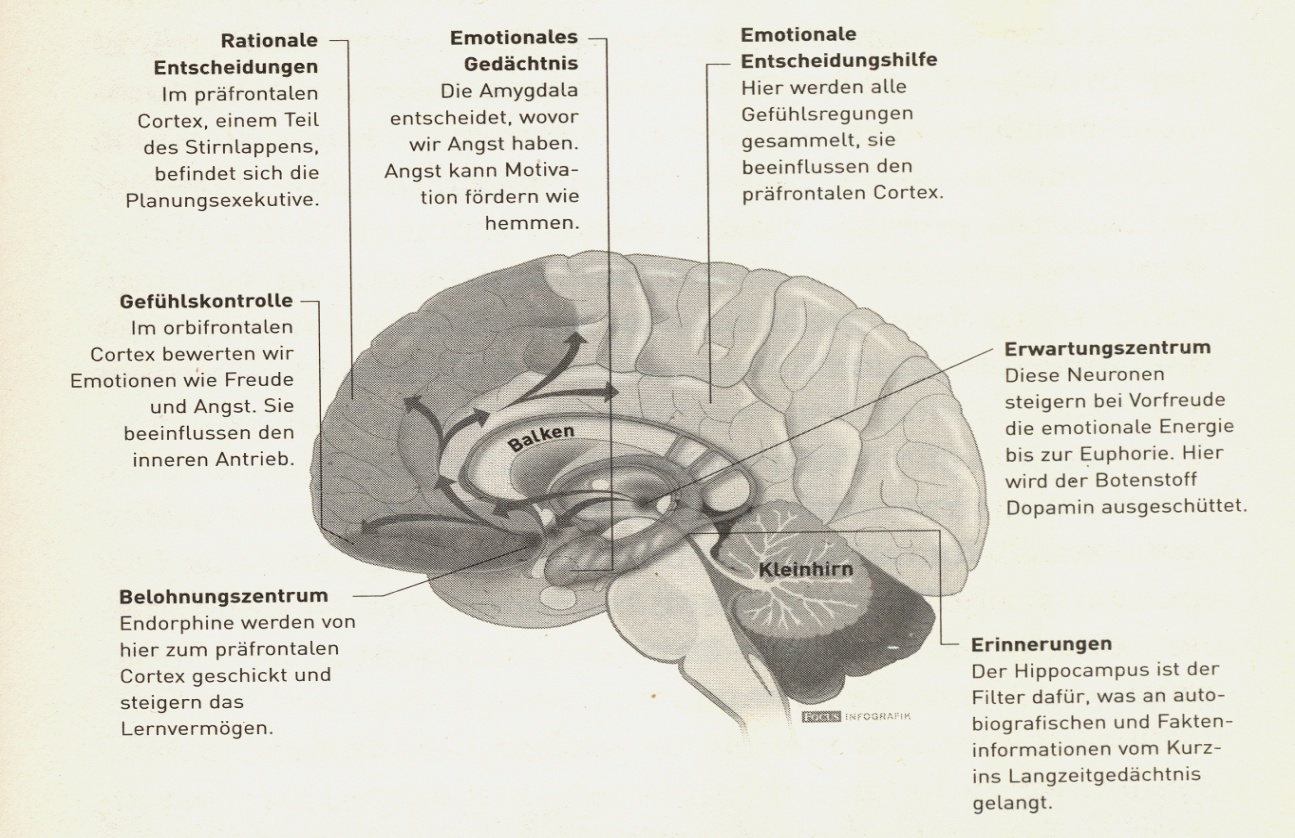 Rationale
Entscheidungen
Im präfrontalen
Cortex, einem Teil
des Stirnlappens,
befindet sich die
Planungsexekutive.
Emotionales
Gedächtnis
Die Amygdala
entscheidet, wovor
wir Angst haben.
Angst kann Motiva-
tion fördern wie
hemmen.
Emotionale
Entscheidungshilfe
Hier werden alle
Gefühlsregungen
gesammelt, sie
beeinflussen den
präfrontalen Cortex.
Gefühlskontrolle
Im orbifrontalen
Cortex bewerten wir
Emotionen wie Freude
und Angst. Sie
beeinflussen den
inneren Antrieb.
Erwartungszentrum
Diese Neuronen
steigern bei Vorfreude
die emotionale Energie
bis zur Euphorie. Hier
wird der Botenstoff
Dopamin ausgeschüttet.
Balken
Kleinhirn
Belohnungszentrum
Endorphine werden von
hier zum präfrontalen
Cortex geschickt und
steigern das
Lernvermögen.
Erinnerungen
Der Hippocampus ist der
Filter dafür, was an auto-
biografischen und Fakten-
informationen vom Kurz-
ins Langzeitgedächtnis
gelangt.
FOCUS INFOGRAFIK